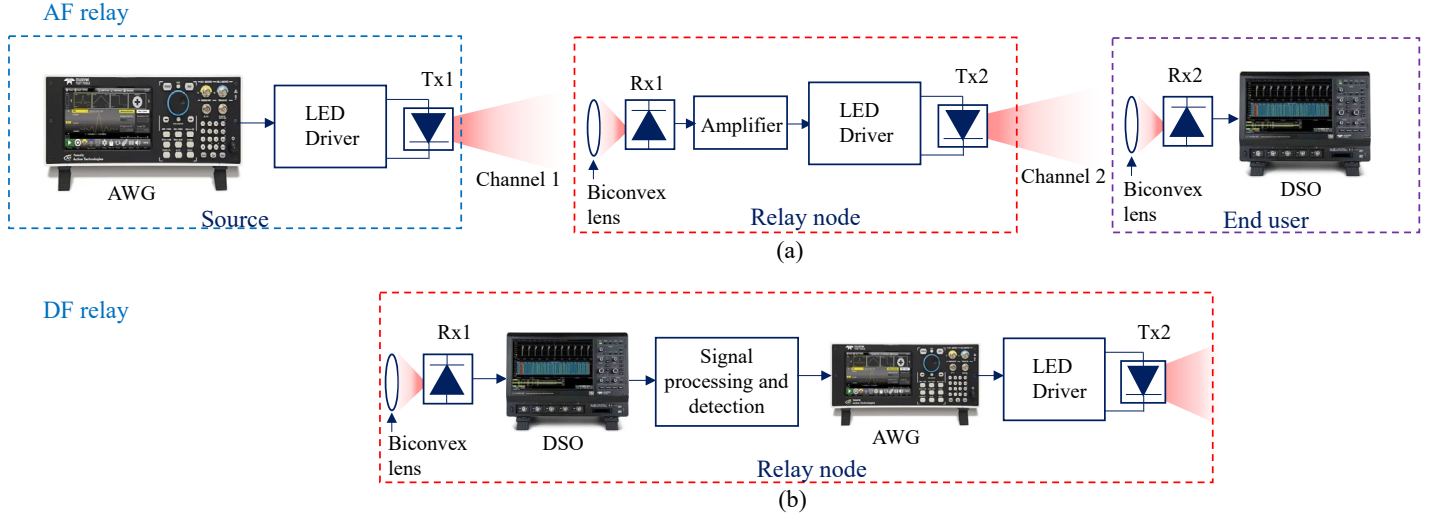 AF relay
Tx1
Rx1
Tx2
Rx2
LED
Driver
Amplifier
LED
Driver
AWG
Channel 1
Biconvex
lens
Channel 2
Biconvex
lens
DSO
Source
Relay node
End user
(a)
DF relay
Rx1
Tx2
Signal
processing and
detection
LED
Driver
DSO
AWG
Biconvex
lens
Relay node
(b)